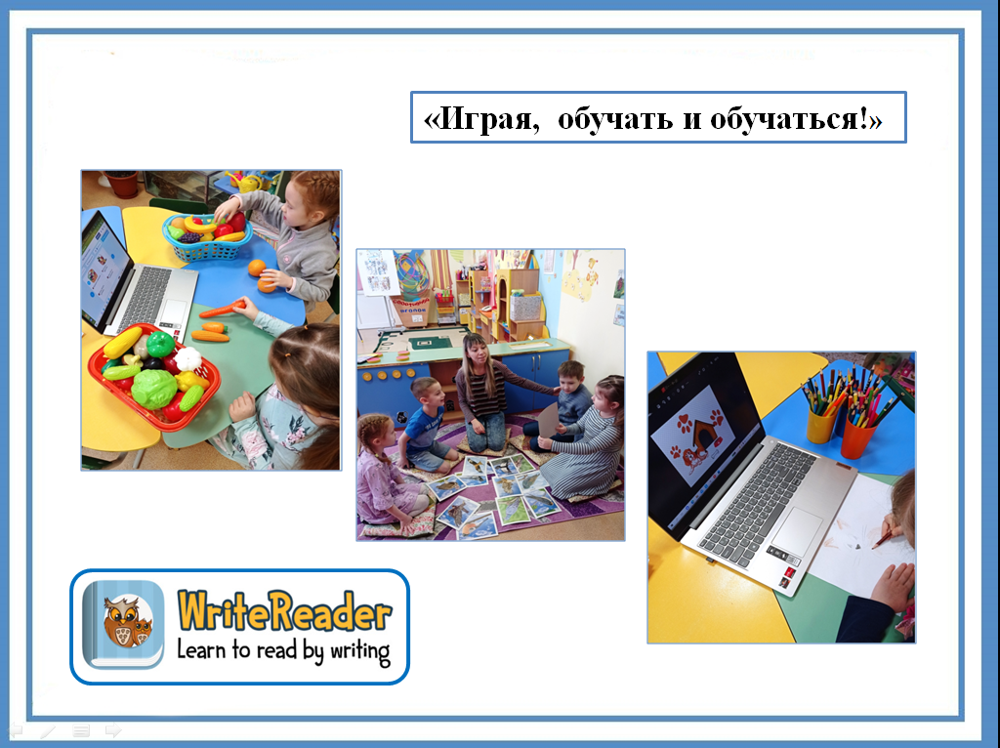 «Играя, обучать и обучаться!»
WriteReader
Learn to read by writing